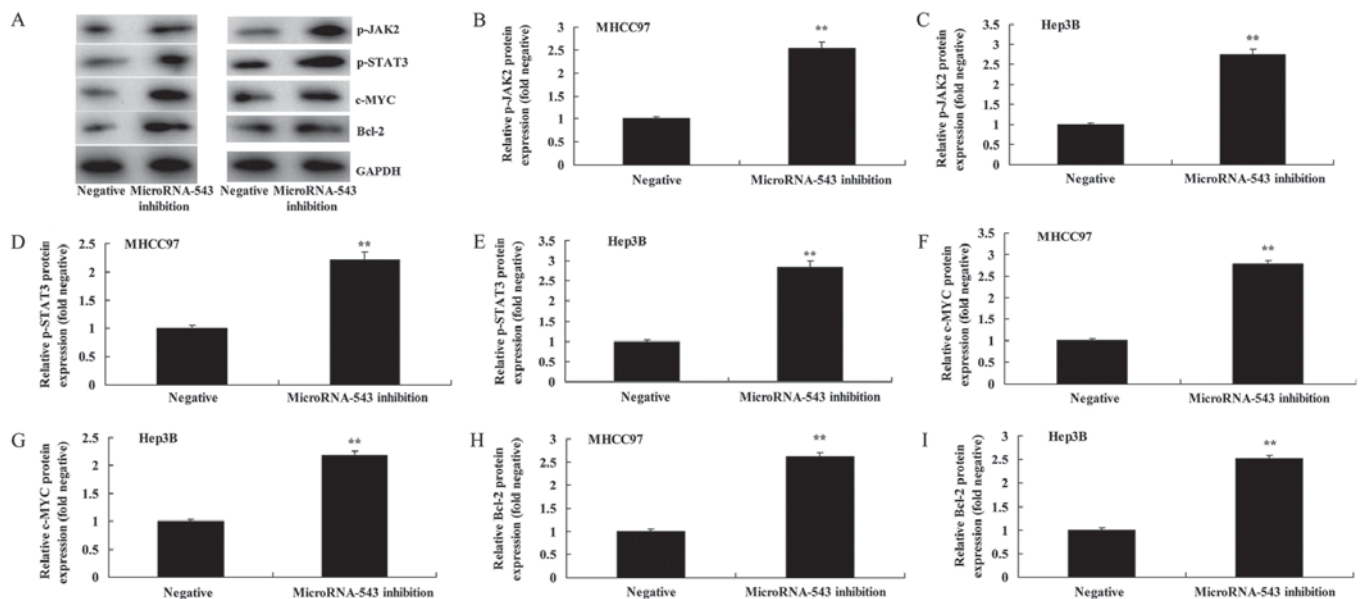 A
p-JAK2
p-STAT3
c-MYC
Bcl-2
GAPDH
Negative MicroRNA-543 inhibition
Negative MicroRNA-543 inhibition
B
MHCC97
Relative p-JAK2 protein
expression (fold negative)
3
2.5
2
1.5
1
0.5
0
**
Negative
MicroRNA-543 inhibition
C
Hep3B
Relative p-JAK2 protein
expression (fold negative)
3.5
3
2.5
2
1.5
1
0.5
0
**
Negative
MicroRNA-543 inhibition
D
MHCC97
Relative p-STAT3 protein
expression (fold negative)
2.5
2
1.5
1
0.5
0
**
Negative
MicroRNA-543 inhibition
E
Hep3B
Relative p-STAT3 protein
expression (fold negative)
3.5
3
2.5
2
1.5
1
0.5
0
**
Negative
MicroRNA-543 inhibition
F
MHCC97
Relative c-MYC protein
expression (fold negative)
3.5
3
2.5
2
1.5
1
0.5
0
**
Negative
MicroRNA-543 inhibition
G
Hep3B
Relative c-MYC protein
expression (fold negative)
2.5
2
1.5
1
0.5
0
**
Negative
MicroRNA-543 inhibition
H
MHCC97
Relative Bcl-2 protein
expression (fold negative)
3
2.5
2
1.5
1
0.5
0
**
Negative
MicroRNA-543 inhibition
I
Hep3B
Relative Bcl-2 protein
expression (fold negative)
3
2.5
2
1.5
1
0.5
0
**
Negative
MicroRNA-543 inhibition